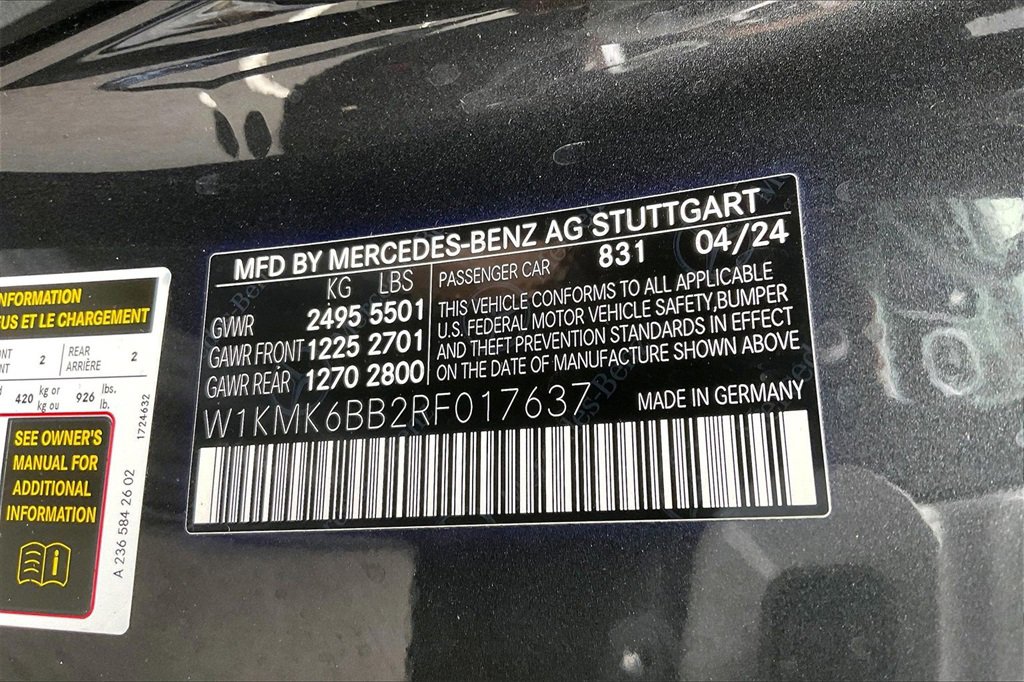 MFD BY MERCEDES-BENZ AG STUTTGART
KG LBS
GVWR 2495 5501
GAWR FRONT 1225 2701
GAWR REAR 1270 2800
PASSENGER CAR 831 04/24
THIS VEHICLE CONFORMS TO ALL APPLICABLE
U.S. FEDERAL MOTOR VEHICLE SAFETY,BUMPER
AND THEFT PREVENTION STANDARDS IN EFFECT
ON THE DATE OF MANUFACTURE SHOWN ABOVE
W1KMK6BB2RF017637
MADE IN GERMANY
NFORMATION
EUS ET LE CHARGEMENT
2 REAR 2
ARRIÈRE
420 kg or 926 lbs.
kg ou lb.
1724632
SEE OWNER'S
MANUAL FOR
ADDITIONAL
INFORMATION
i
A 236 584 26 02